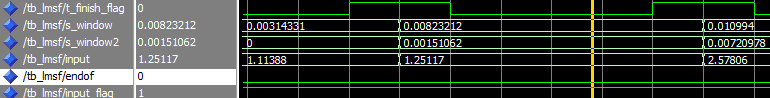 /tb_lmsf/t_finish_flag 0
/tb_lmsf/s_window 0.00823212 0.00314331 0.00823212 0.010994
/tb_lmsf/s_window2 0.00151062 0 0.00151062 0.00720978
/tb_lmsf/input 1.25117 1.11388 1.25117 2.57806
/tb_lmsf/endof 0
/tb_lmsf/input_flag 1